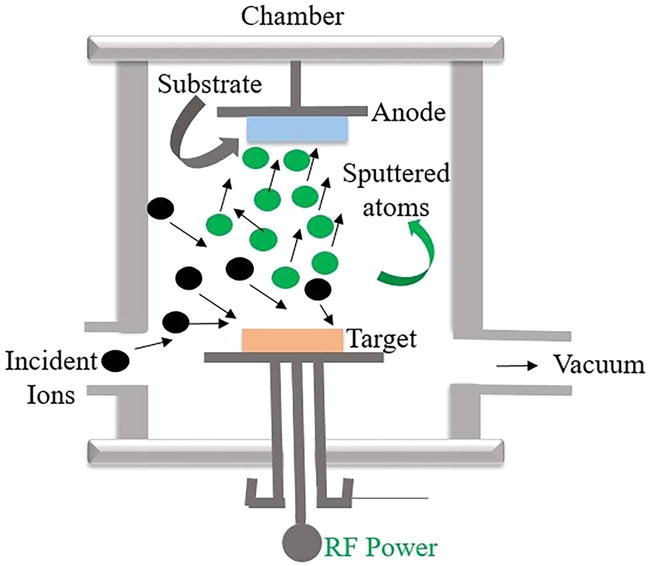 Chamber
Substrate
Anode
Sputtered
atoms
Target
Incident
Ions
Vacuum
RF Power